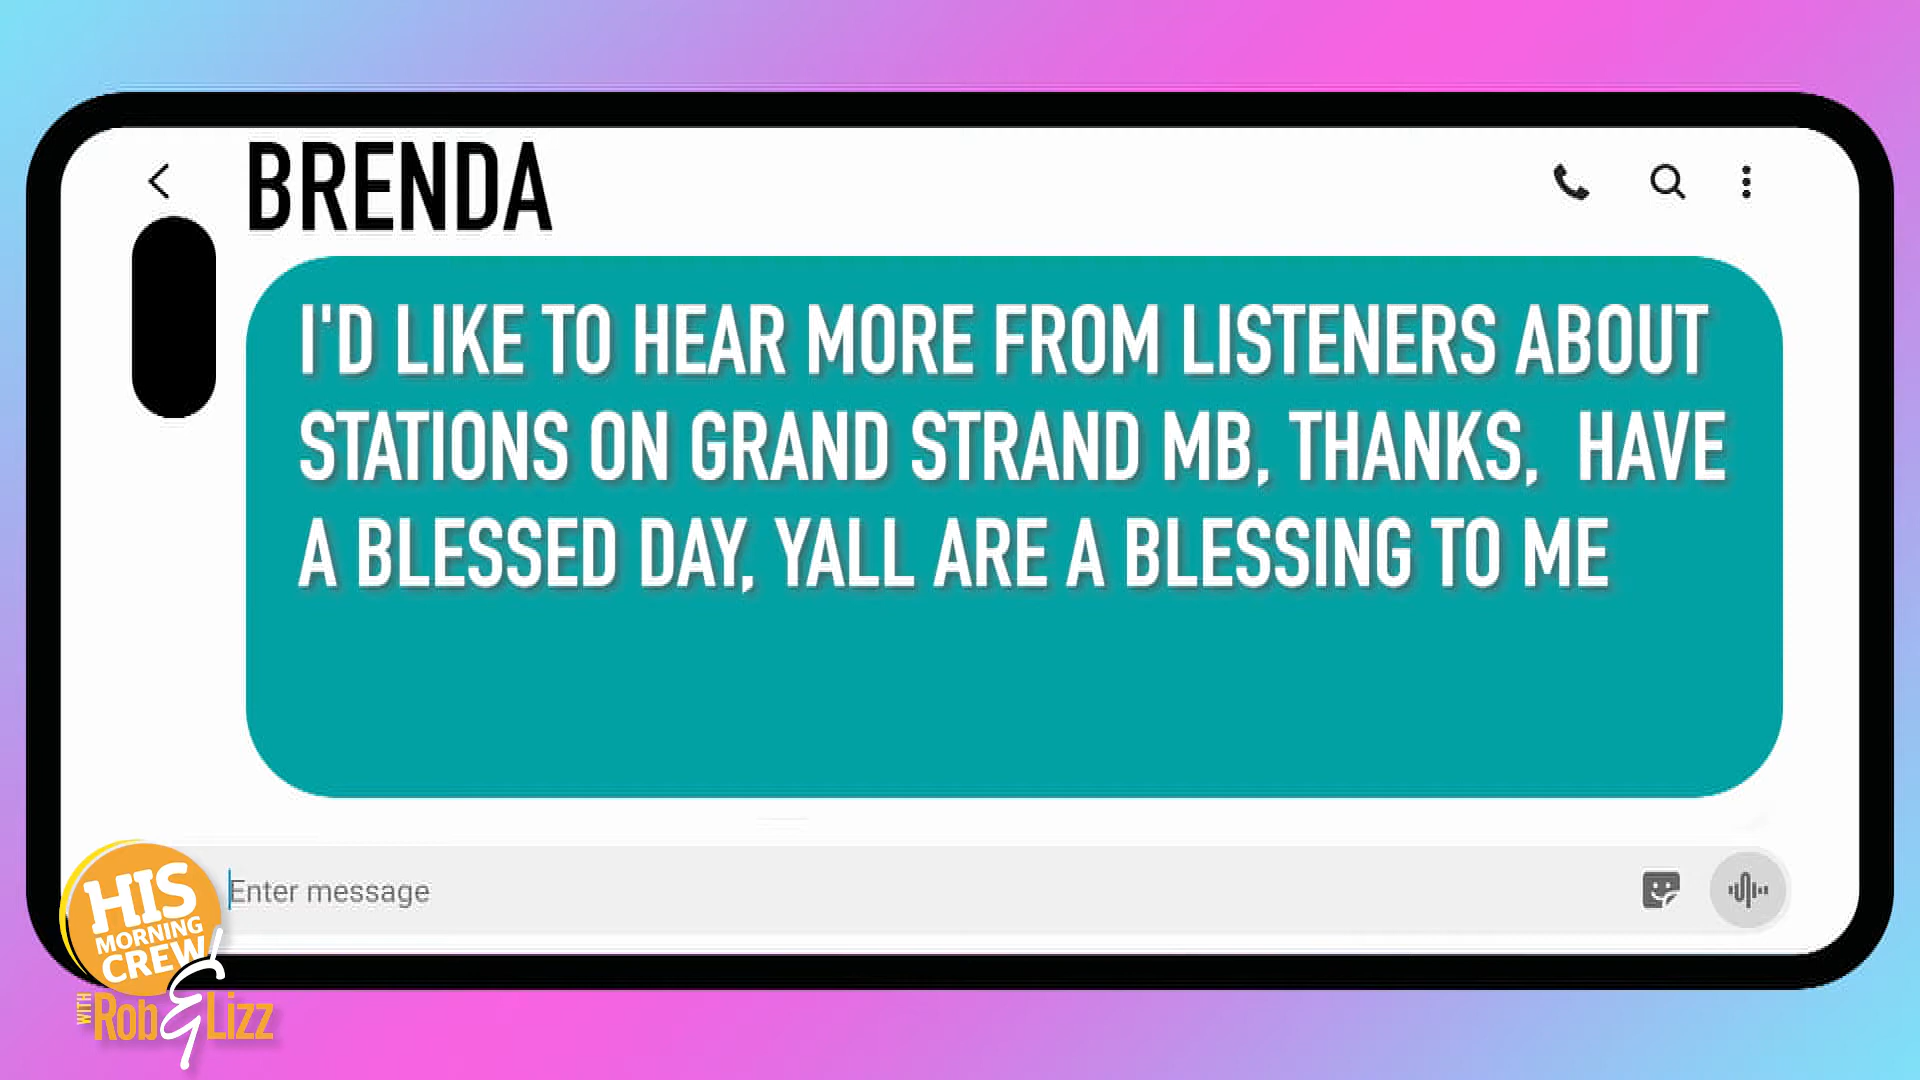 BRENDA
I'D LIKE TO HEAR MORE FROM LISTENERS ABOUT
STATIONS ON GRAND STRAND MB, THANKS,  HAVE
A BLESSED DAY, YALL ARE A BLESSING TO ME
Enter message
HIS
MORNING
CREW!
WITH Rob & Lizz